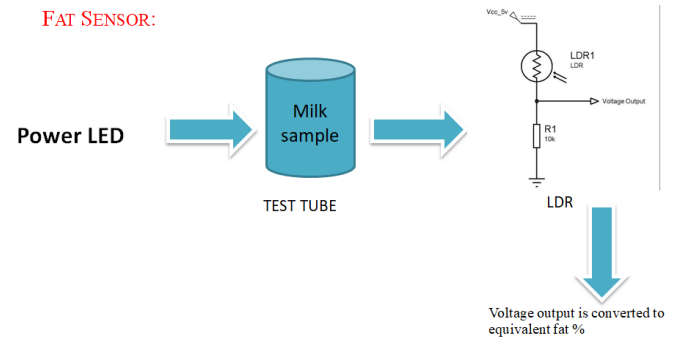 FAT SENSOR:
Power LED
Milk
sample
TEST TUBE
Vcc_5v
LDR1
LDR
Voltage Output
R1
10k
LDR
Voltage output is converted to
equivalent fat %